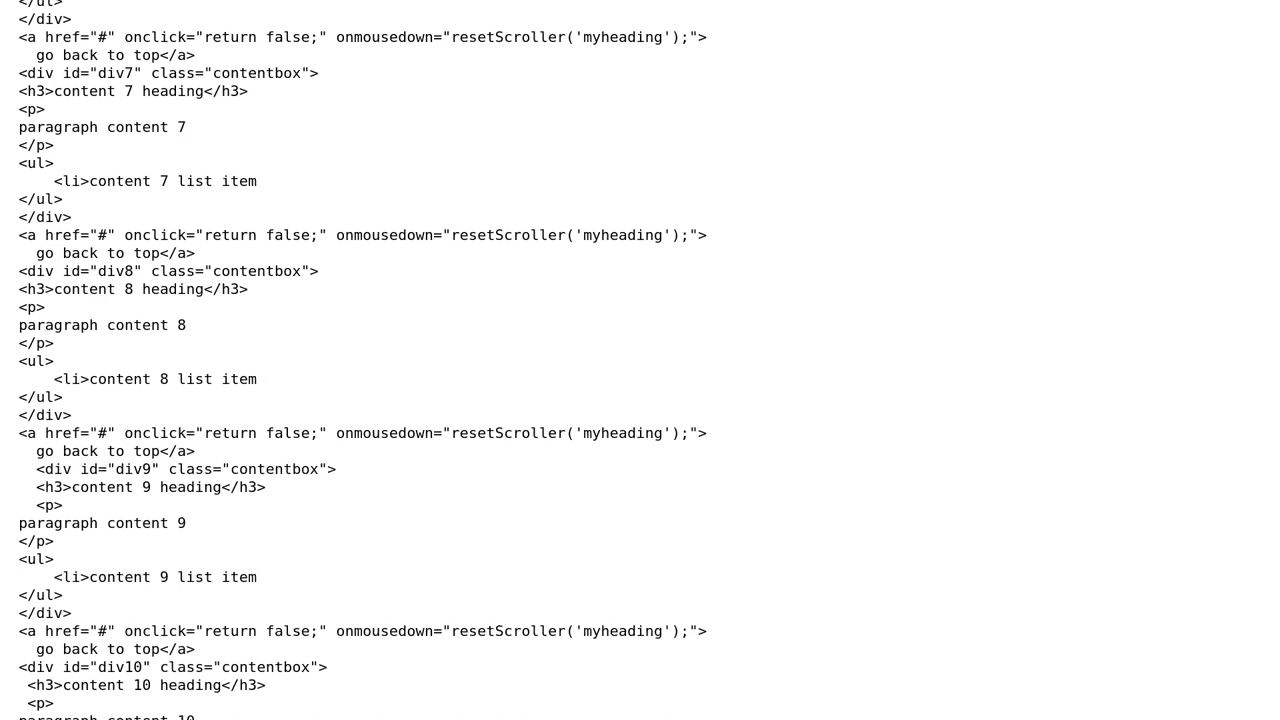 </ul>
</div>
<a href="#" onclick="return false;" onmousedown="resetScroller('myheading');">
  go back to top</a>
<div id="div7" class="contentbox">
<h3>content 7 heading</h3>
<p>
paragraph content 7
</p>
<ul>
    <li>content 7 list item
</ul>
</div>
<a href="#" onclick="return false;" onmousedown="resetScroller('myheading');">
  go back to top</a>
<div id="div8" class="contentbox">
<h3>content 8 heading</h3>
<p>
paragraph content 8
</p>
<ul>
    <li>content 8 list item
</ul>
</div>
<a href="#" onclick="return false;" onmousedown="resetScroller('myheading');">
  go back to top</a>
  <div id="div9" class="contentbox">
  <h3>content 9 heading</h3>
  <p>
paragraph content 9
</p>
<ul>
    <li>content 9 list item
</ul>
</div>
<a href="#" onclick="return false;" onmousedown="resetScroller('myheading');">
  go back to top</a>
<div id="div10" class="contentbox">
 <h3>content 10 heading</h3>
 <p>
paragraph content 10